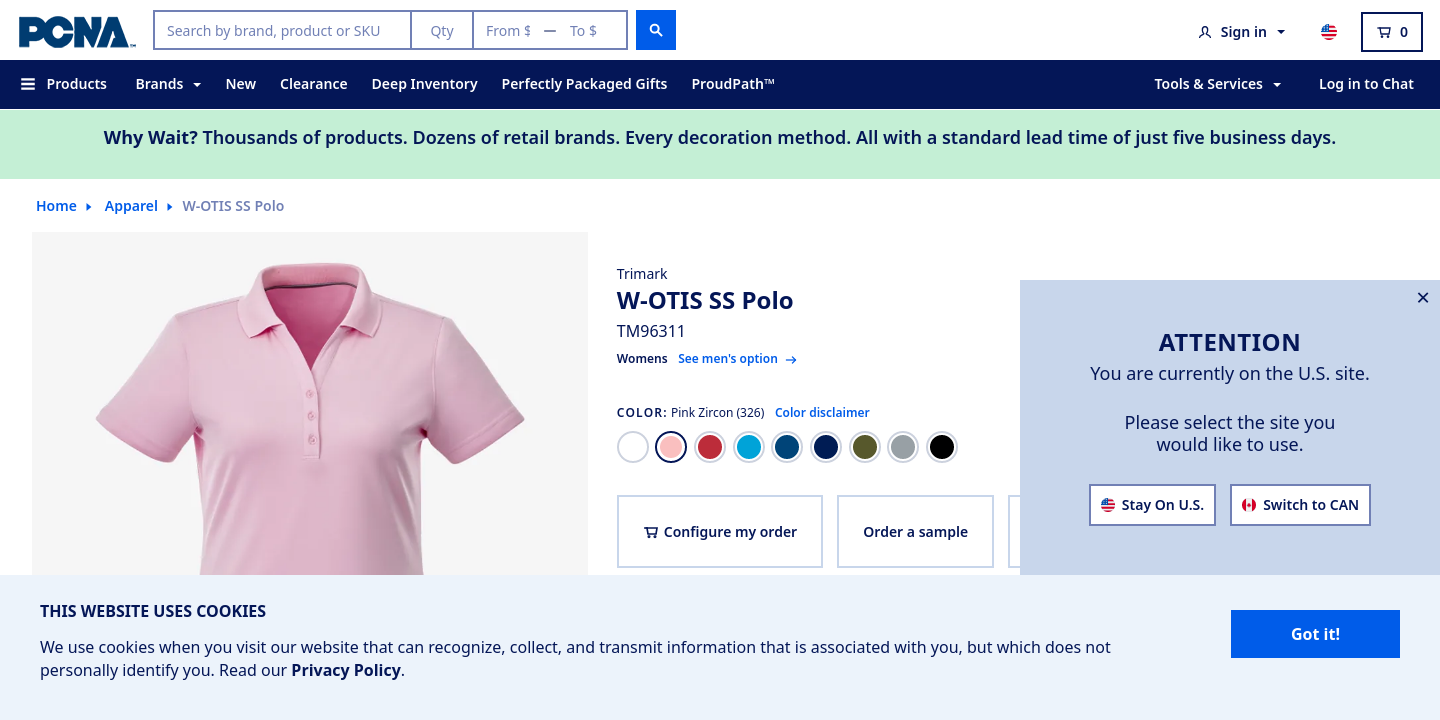 PCNA™
Search by brand, product or SKU
Qty
From $ — To $
Sign in
0
Products
Brands
New
Clearance
Deep Inventory
Perfectly Packaged Gifts
ProudPath™
Tools & Services
Log in to Chat
Why Wait? Thousands of products. Dozens of retail brands. Every decoration method. All with a standard lead time of just five business days.
Home
Apparel
W-OTIS SS Polo
Trimark
W-OTIS SS Polo
TM96311
Womens See men's option →
COLOR: Pink Zircon (326) Color disclaimer
Configure my order
Order a sample
×
ATTENTION
You are currently on the U.S. site.
Please select the site you
would like to use.
Stay On U.S.
Switch to CAN
THIS WEBSITE USES COOKIES
We use cookies when you visit our website that can recognize, collect, and transmit information that is associated with you, but which does not
personally identify you. Read our Privacy Policy.
Got it!